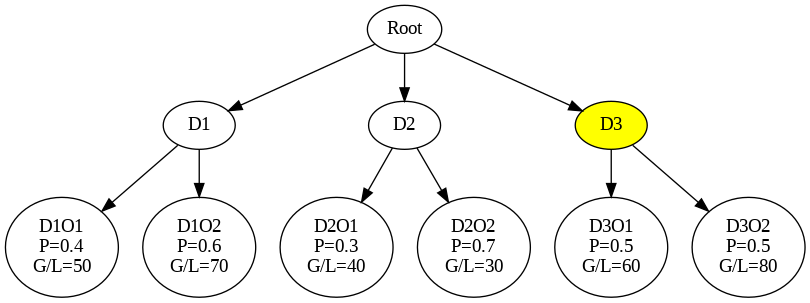 Root
D1
D2
D3
D1O1
P=0.4
G/L=50
D1O2
P=0.6
G/L=70
D2O1
P=0.3
G/L=40
D2O2
P=0.7
G/L=30
D3O1
P=0.5
G/L=60
D3O2
P=0.5
G/L=80